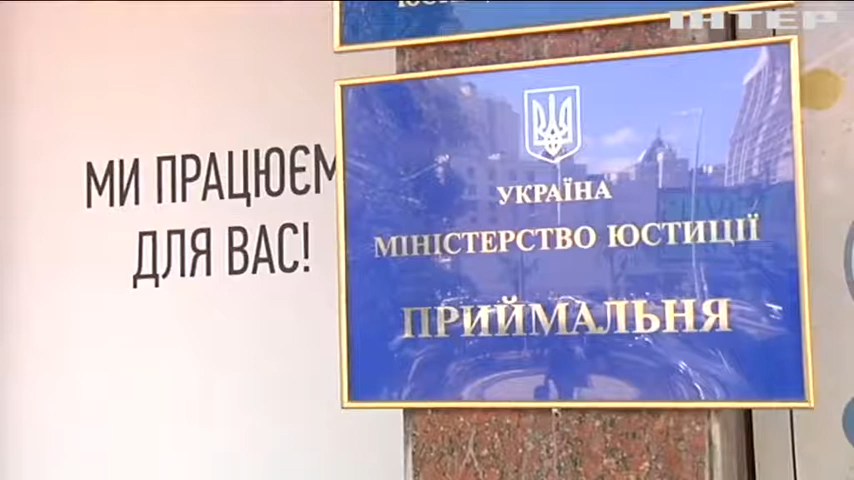 ІНТЕР
МИ ПРАЦЮЄМ
ДЛЯ ВАС!
УКРАЇНА
МІНІСТЕРСТВО ЮСТИЦІЇ
ПРИЙМАЛЬНЯ